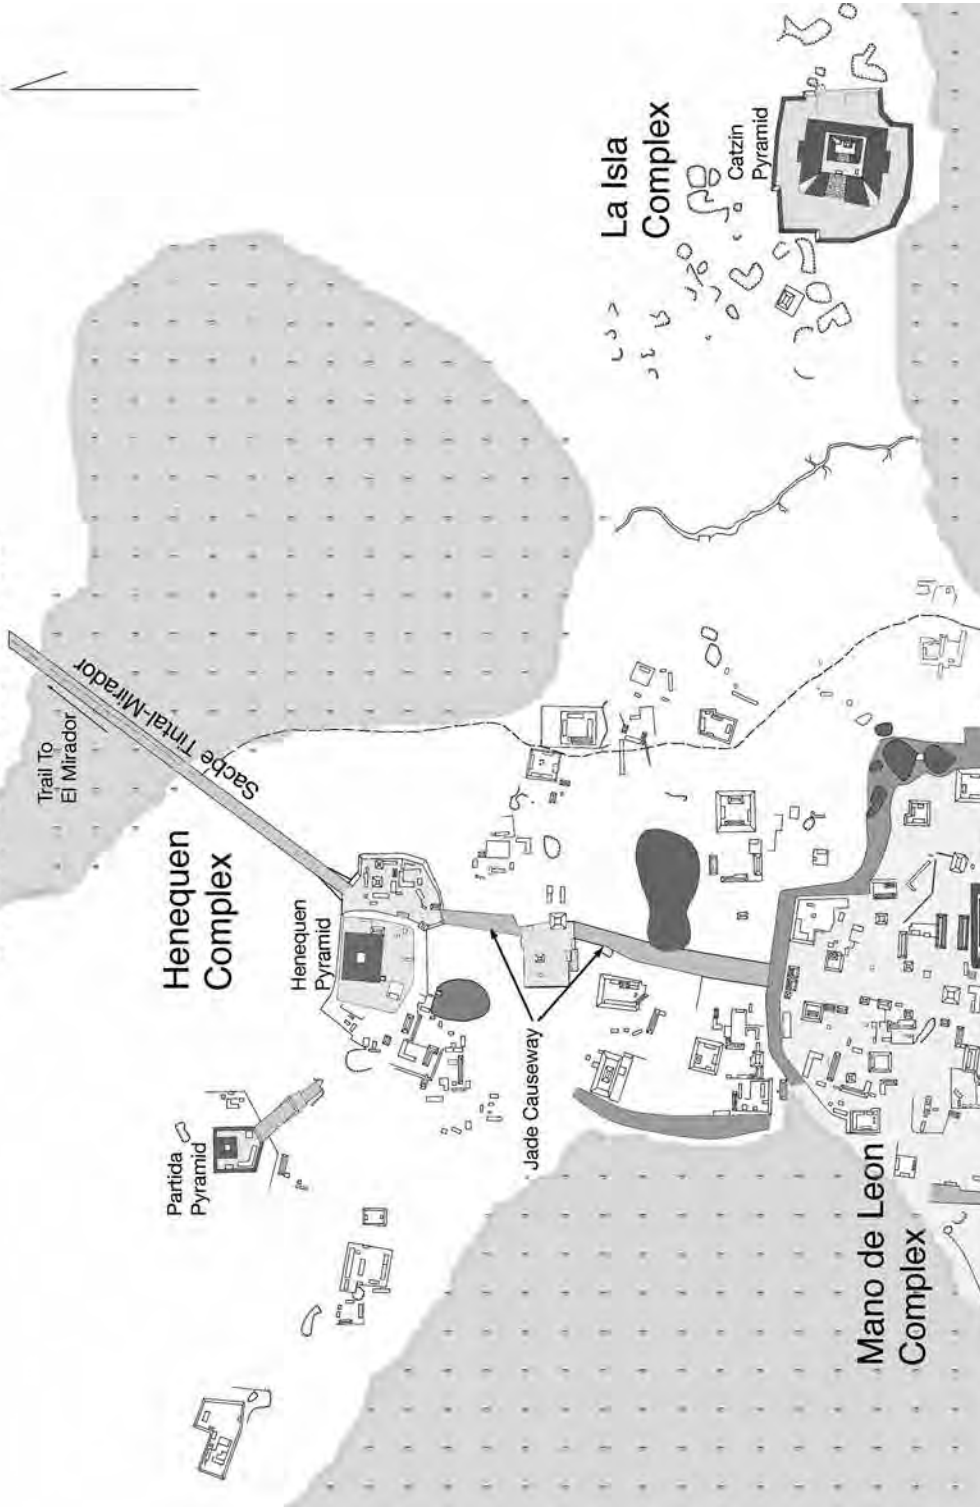 Trail To
El Mirador
Sacbe Tintal-Mirador
Henequen
Complex
Henequen
Pyramid
Partida
Pyramid
Jade Causeway
La Isla
Complex
Catzin
Pyramid
Mano de Leon
Complex